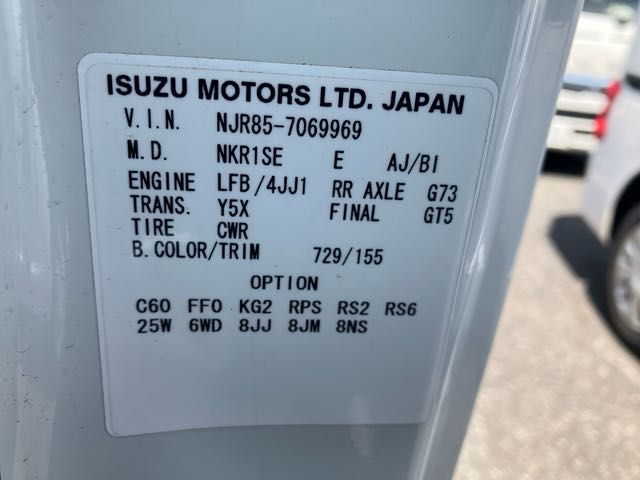 ISUZU MOTORS LTD. JAPAN
V.I.N. NJR85-7069969
M.D. NKR1SE E AJ/BI
ENGINE LFB/4JJ1 RR AXLE G73
TRANS. Y5X FINAL GT5
TIRE CWR
B.COLOR/TRIM 729/155
OPTION
C60 FF0 KG2 RPS RS2 RS6
25W 6WD 8JJ 8JM 8NS